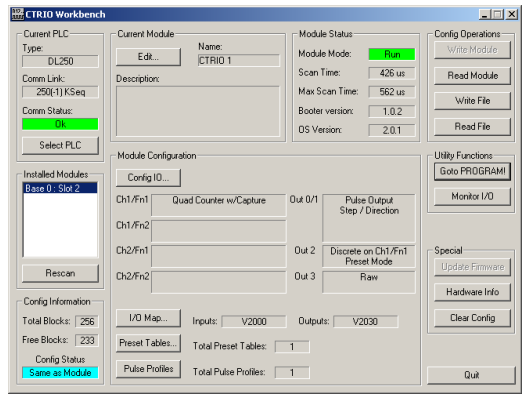 CTRIO Workbench
Current PLC
Type:
DL250
Comm Link:
250(-1) KSeq
Comm Status:
Ok
Select PLC
Current Module
Edit...
Name:
CTRIO 1
Description:
Module Status
Module Mode: Run
Scan Time: 426 us
Max Scan Time: 562 us
Booter version: 1.0.2
OS Version: 2.0.1
Config Operations
Write Module
Read Module
Write File
Read File
Installed Modules
Base 0 : Slot 2
Rescan
Module Configuration
Config IO...
Ch1/Fn1 Quad Counter w/Capture
Ch1/Fn2
Ch2/Fn1
Ch2/Fn2
Out 0/1 Pulse Output
Step / Direction
Out 2 Discrete on Ch1/Fn1
Preset Mode
Out 3 Raw
I/O Map... Inputs: V2000 Outputs: V2030
Preset Tables... Total Preset Tables: 1
Pulse Profiles Total Pulse Profiles: 1
Utility Functions
Goto PROGRAM!
Monitor I/O
Special
Update Firmware
Hardware Info
Clear Config
Config Information
Total Blocks: 256
Free Blocks: 233
Config Status
Same as Module
Quit